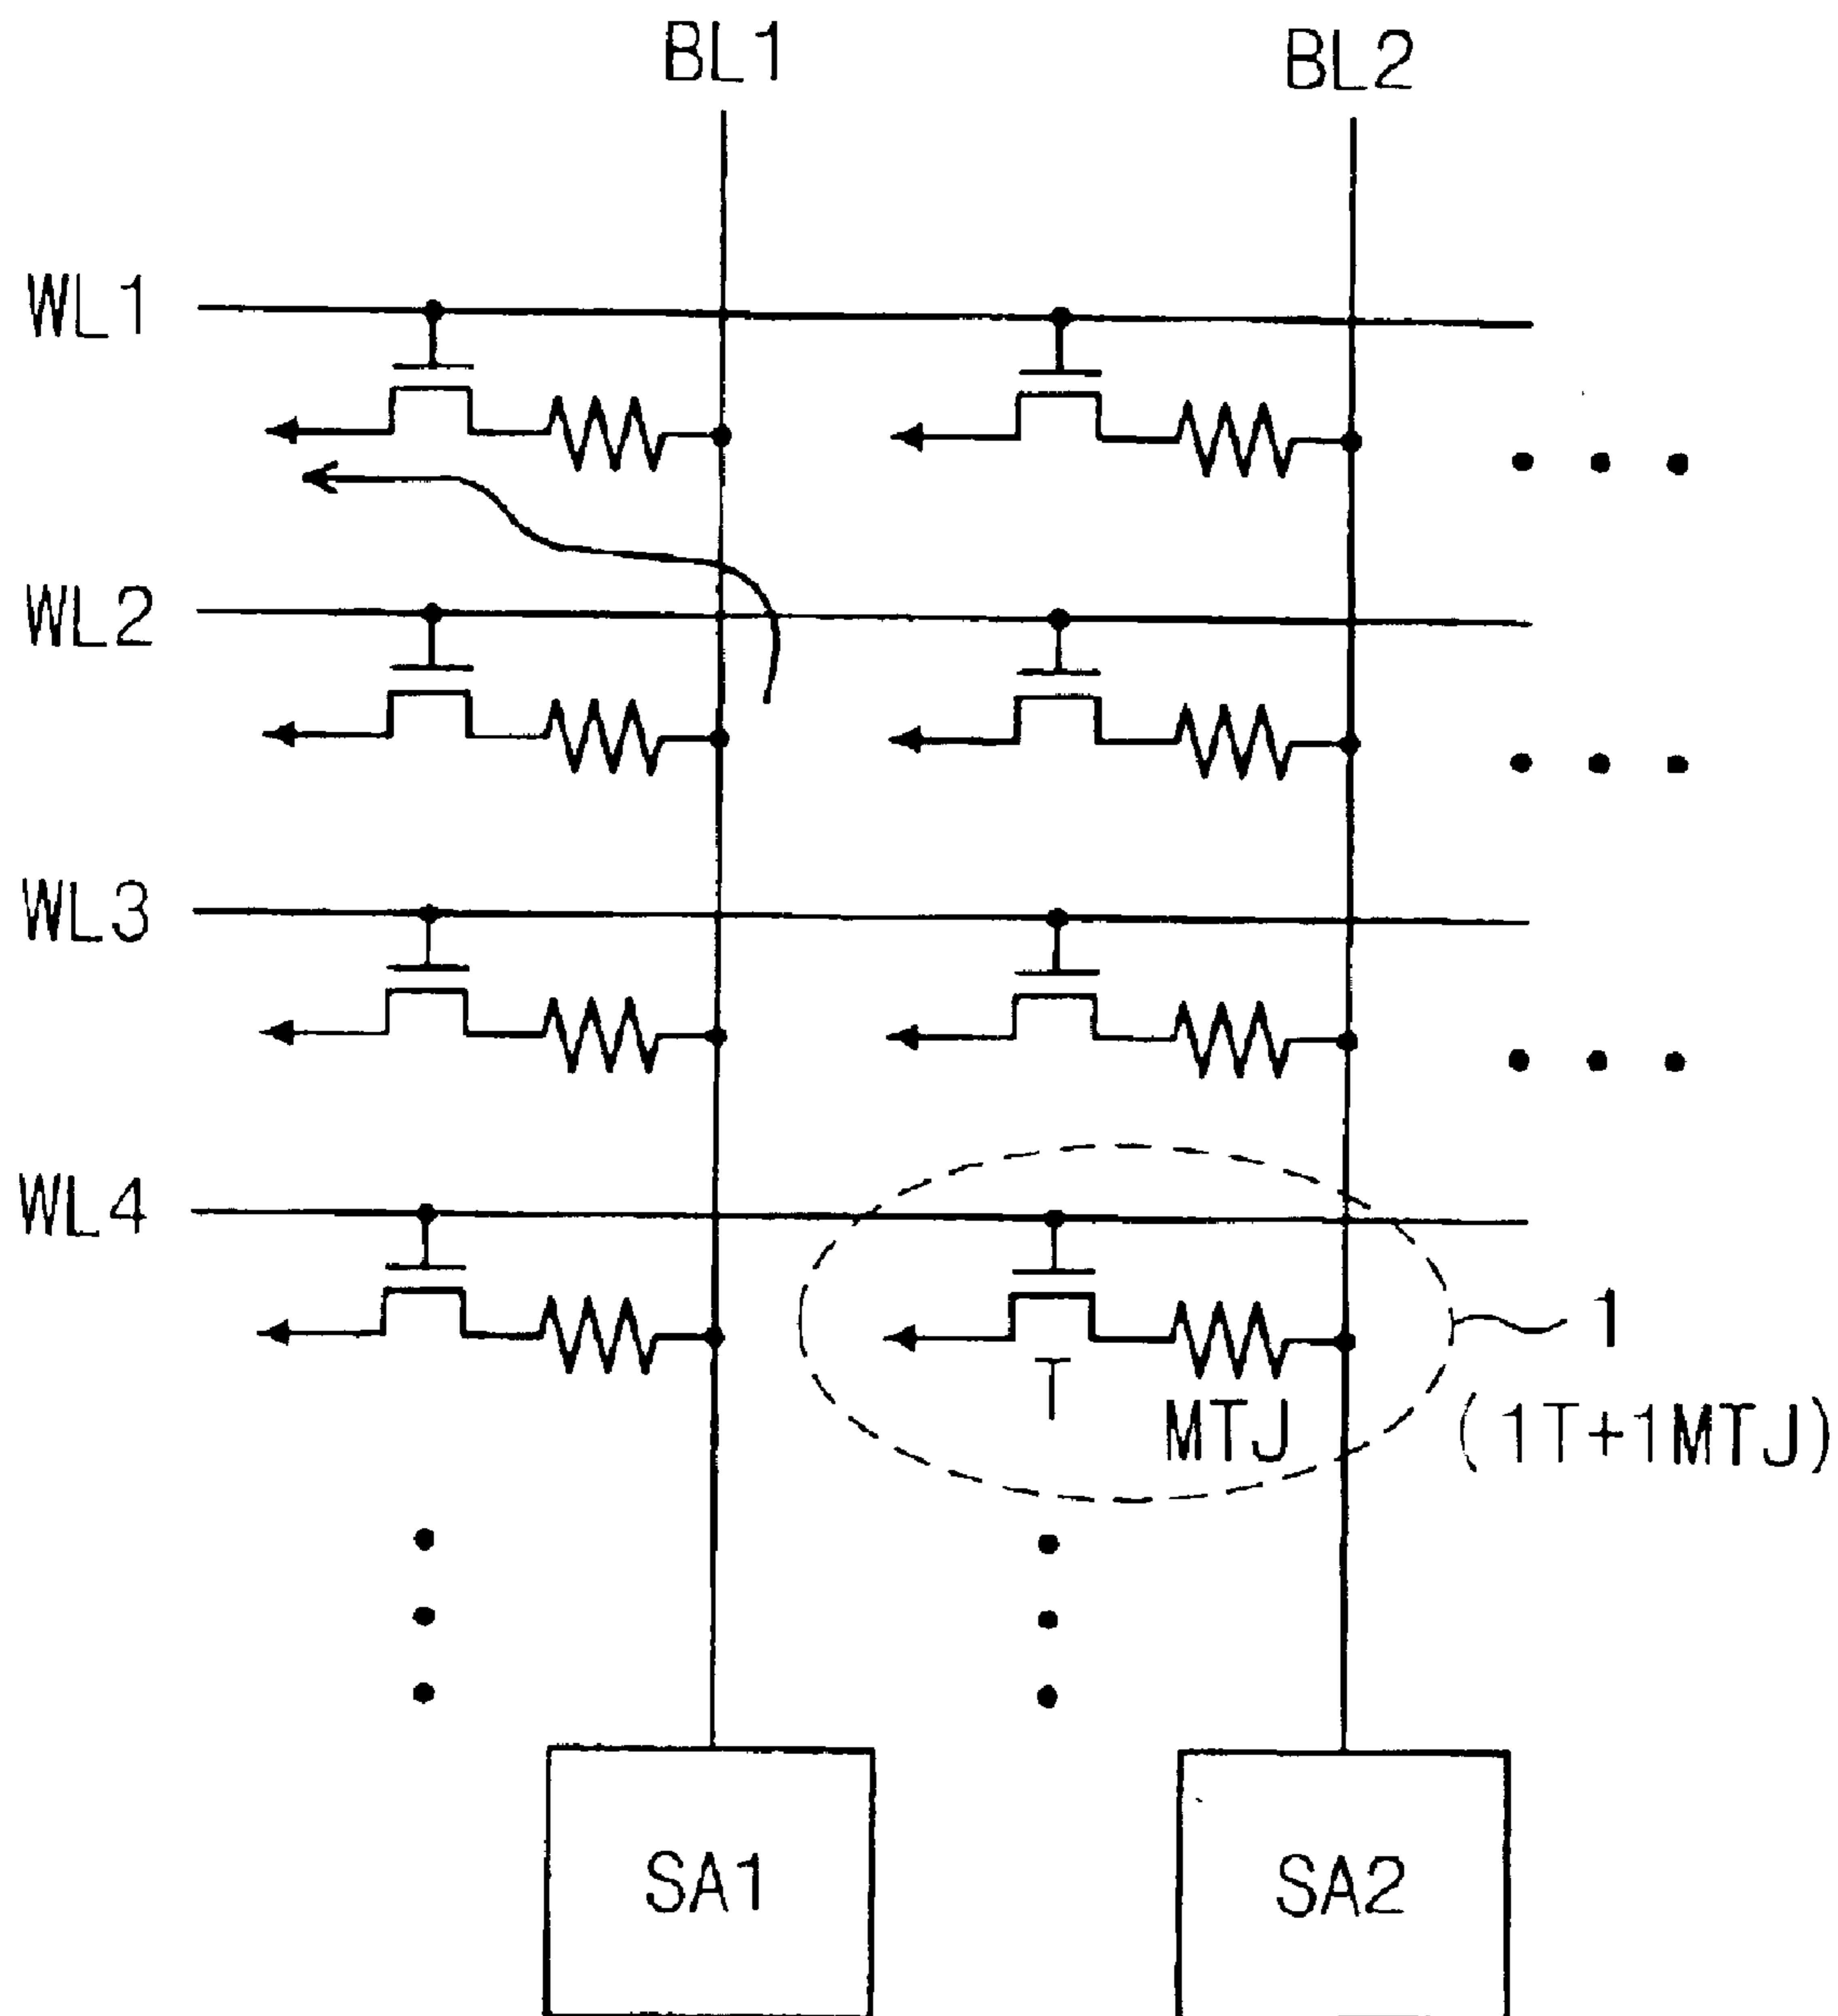 BL1 BL2
WL1
WL2
WL3
WL4
1
T
MTJ (1T+1MTJ)
SA1 SA2